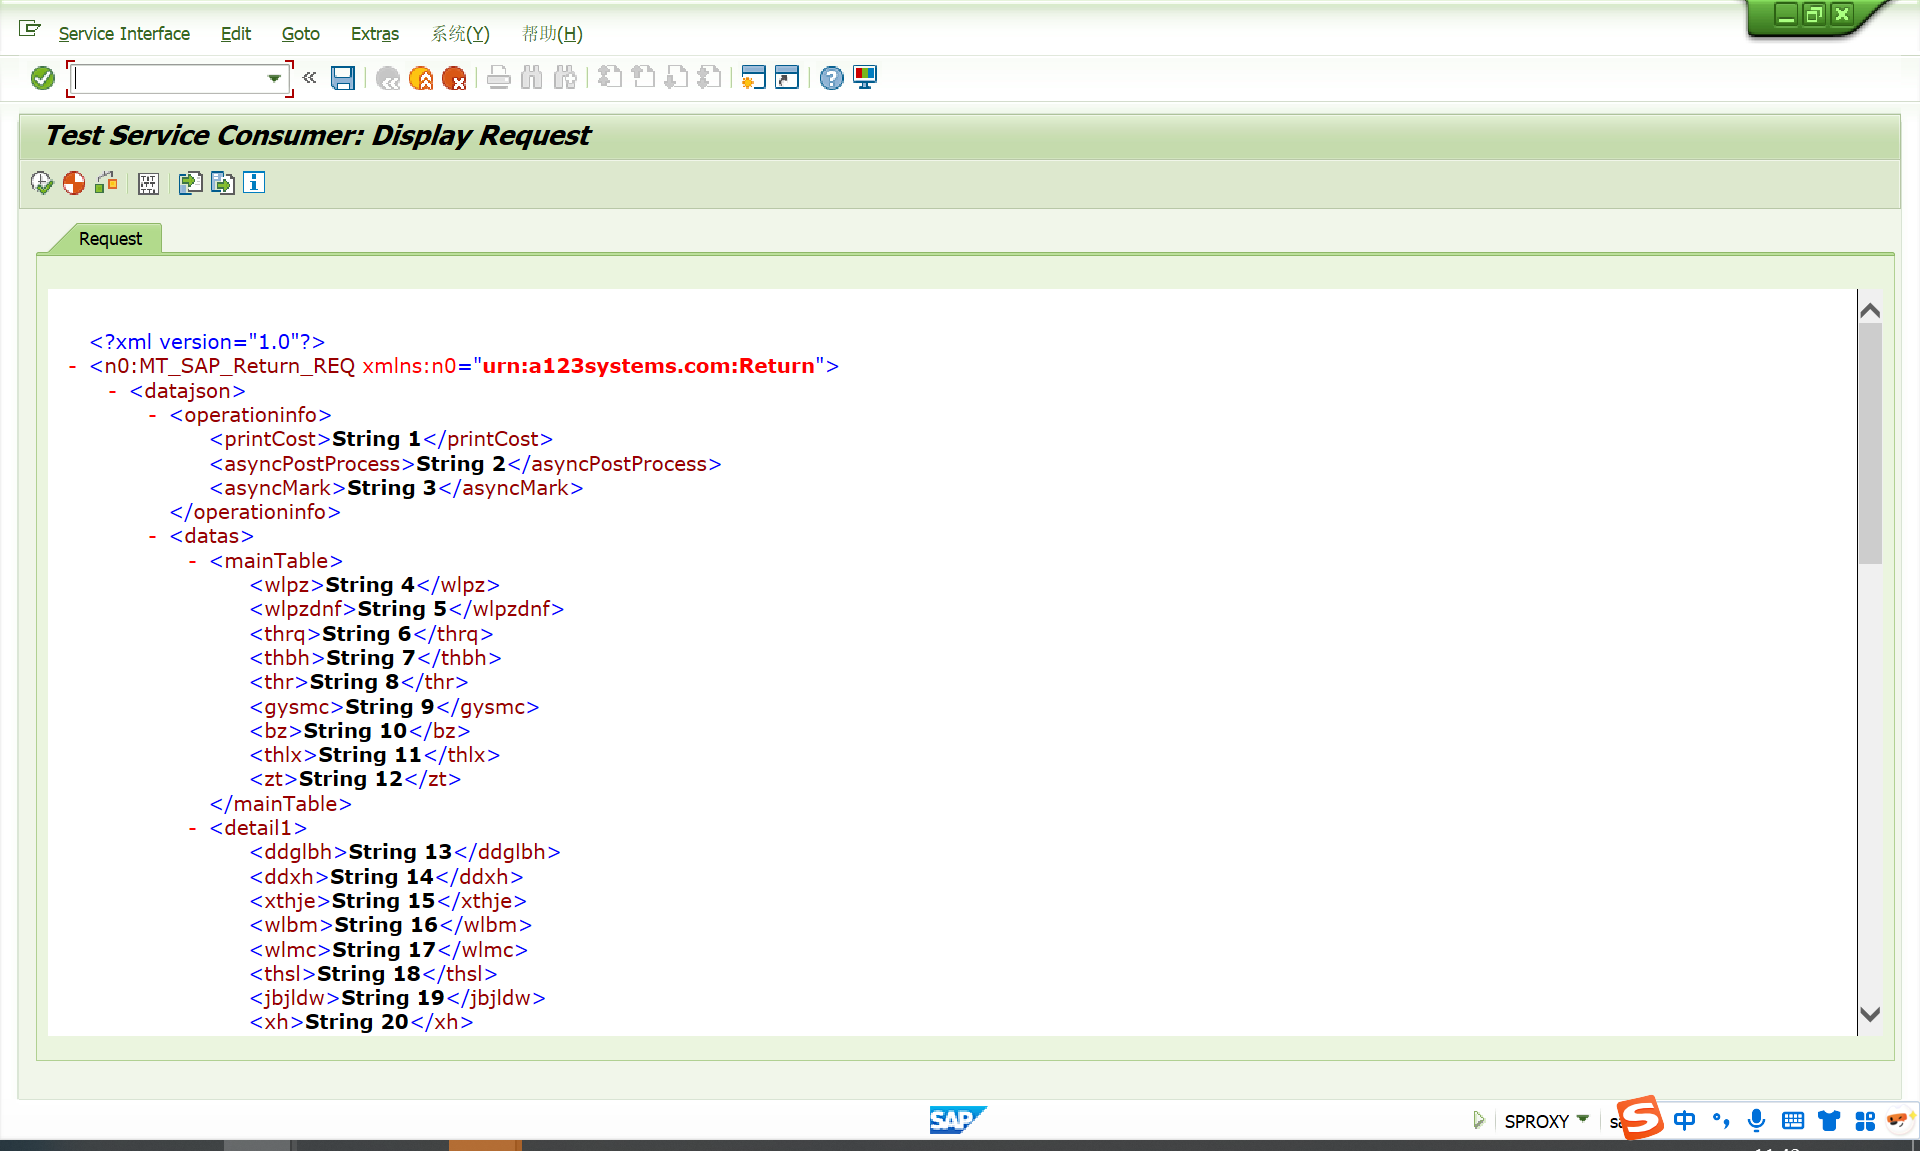 Service Interface Edit Goto Extras 系统(Y) 帮助(H)
Test Service Consumer: Display Request
Request
<?xml version="1.0"?>
- <n0:MT_SAP_Return_REQ xmlns:n0="urn:a123systems.com:Return">
- <datajson>
- <operationinfo>
<printCost>String 1</printCost>
<asyncPostProcess>String 2</asyncPostProcess>
<asyncMark>String 3</asyncMark>
</operationinfo>
- <datas>
- <mainTable>
<wlpz>String 4</wlpz>
<wlpzdnf>String 5</wlpzdnf>
<thrq>String 6</thrq>
<thbh>String 7</thbh>
<thr>String 8</thr>
<gysmc>String 9</gysmc>
<bz>String 10</bz>
<thlx>String 11</thlx>
<zt>String 12</zt>
</mainTable>
- <detail1>
<ddglbh>String 13</ddglbh>
<ddxh>String 14</ddxh>
<xthje>String 15</xthje>
<wlbm>String 16</wlbm>
<wlmc>String 17</wlmc>
<thsl>String 18</thsl>
<jbjldw>String 19</jbjldw>
<xh>String 20</xh>
SAP SPROXY 中